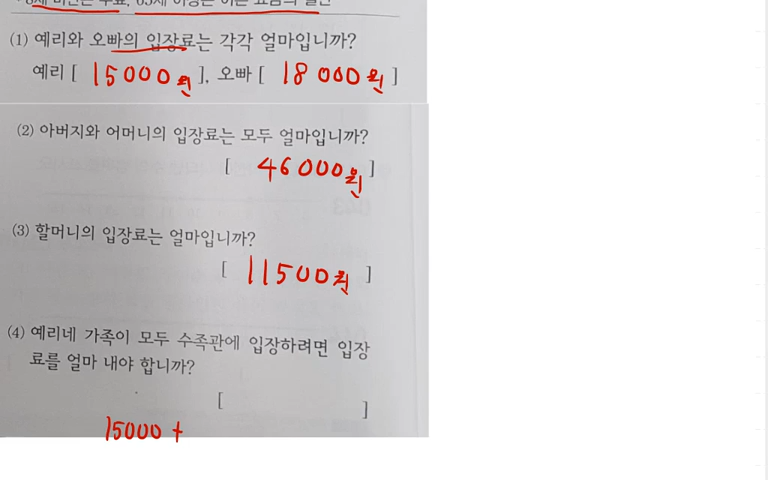 (1) 예리와 오빠의 입장료는 각각 얼마입니까?
예리 [ 15000원 ], 오빠 [ 18000원 ]
(2) 아버지와 어머니의 입장료는 모두 얼마입니까?
[ 46000원 ]
(3) 할머니의 입장료는 얼마입니까?
[ 11500원 ]
(4) 예리네 가족이 모두 수족관에 입장하려면 입장
료를 얼마 내야 합니까?
[ ]
15000 +